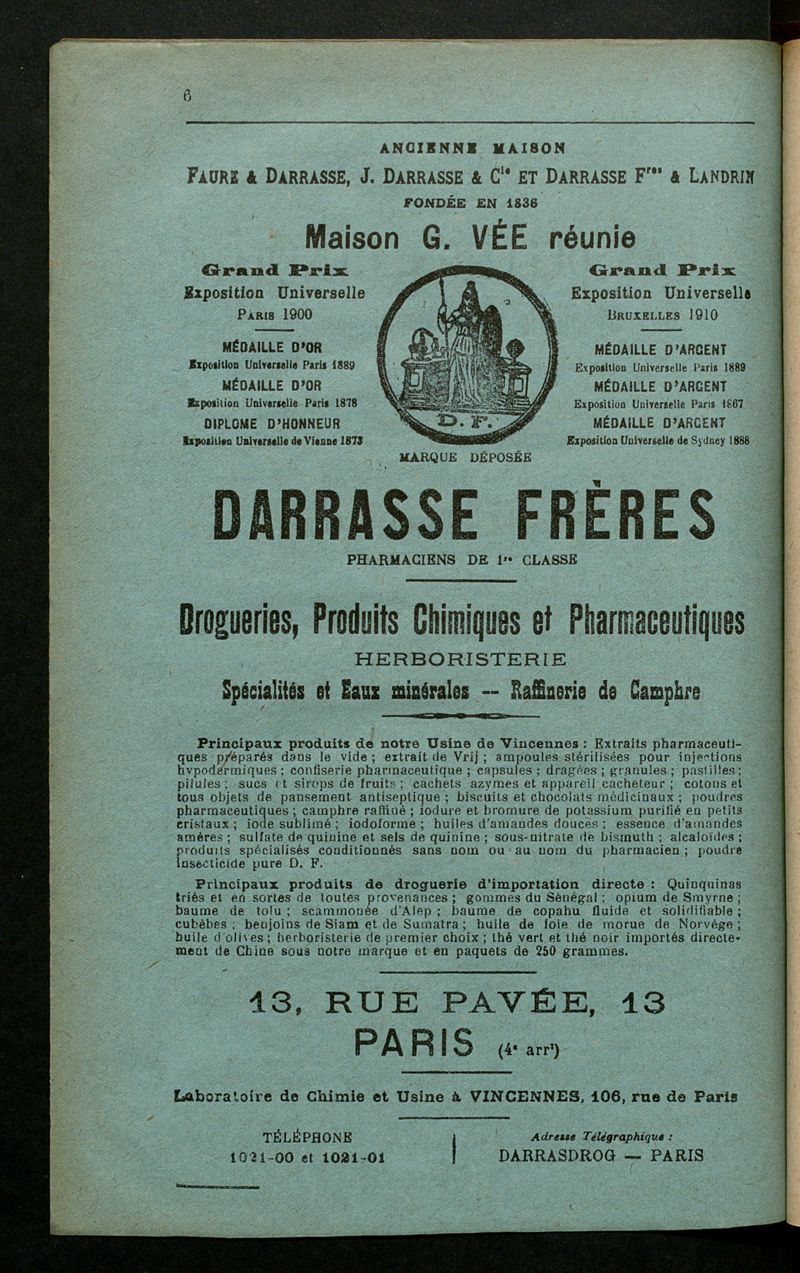 6
ANCIENNE MAISON
FAURE & DARRASSE, J. DARRASSE & Cie ET DARRASSE Fres & LANDRIN
FONDÉE EN 1836
Maison G. VÉE réunie
Grand Prix
Exposition Universelle
PARIS 1900
MÉDAILLE D'OR
Exposition Universelle Paris 1889
MÉDAILLE D'OR
Exposition Universelle Paris 1878
DIPLOME D'HONNEUR
Exposition Universelle de Vienne 1873
D. F.
MARQUE DÉPOSÉE
Grand Prix
Exposition Universelle
BRUXELLES 1910
MÉDAILLE D'ARGENT
Exposition Universelle Paris 1889
MÉDAILLE D'ARGENT
Exposition Universelle Paris 1867
MÉDAILLE D'ARGENT
Exposition Universelle de Sydney 1888
DARRASSE FRÈRES
PHARMACIENS DE 1re CLASSE
Drogueries, Produits Chimiques et Pharmaceutiques
HERBORISTERIE
Spécialités et Eaux minérales — Raffinerie de Camphre
Principaux produits de notre Usine de Vincennes : Extraits pharmaceuti-
ques préparés dans le vide ; extrait de Vrij ; ampoules stérilisées pour injections
hypodermiques ; confiserie pharmaceutique ; capsules ; dragées ; granules ; pastilles ;
pilules ; sucs et sirops de fruits ; cachets azymes et appareil cacheteur ; cotons et
tous objets de pansement antiseptique ; biscuits et chocolats médicinaux ; poudres
pharmaceutiques ; camphre raffiné ; iodure et bromure de potassium purifié en petits
cristaux ; iode sublimé ; iodoforme ; huiles d'amandes douces ; essence d'amandes
amères ; sulfate de quinine et sels de quinine ; sous-nitrate de bismuth ; alcaloïdes ;
produits spécialisés conditionnés sans nom ou au nom du pharmacien ; poudre
insecticide pure D. F.
Principaux produits de droguerie d'importation directe : Quinquinas
triés et en sortes de toutes provenances ; gommes du Sénégal ; opium de Smyrne ;
baume de tolu ; scammonée d'Alep ; baume de copahu fluide et solidifiable ;
cubèbes ; benjoins de Siam et de Sumatra ; huile de foie de morue de Norvège ;
huile d'olives ; herboristerie de premier choix ; thé vert et thé noir importés directe-
ment de Chine sous notre marque et en paquets de 250 grammes.
13, RUE PAVÉE, 13
PARIS (4e arrt)
Laboratoire de Chimie et Usine à VINCENNES, 106, rue de Paris
TÉLÉPHONE
1021-00 et 1021-01
Adresse Télégraphique :
DARRASDROG — PARIS